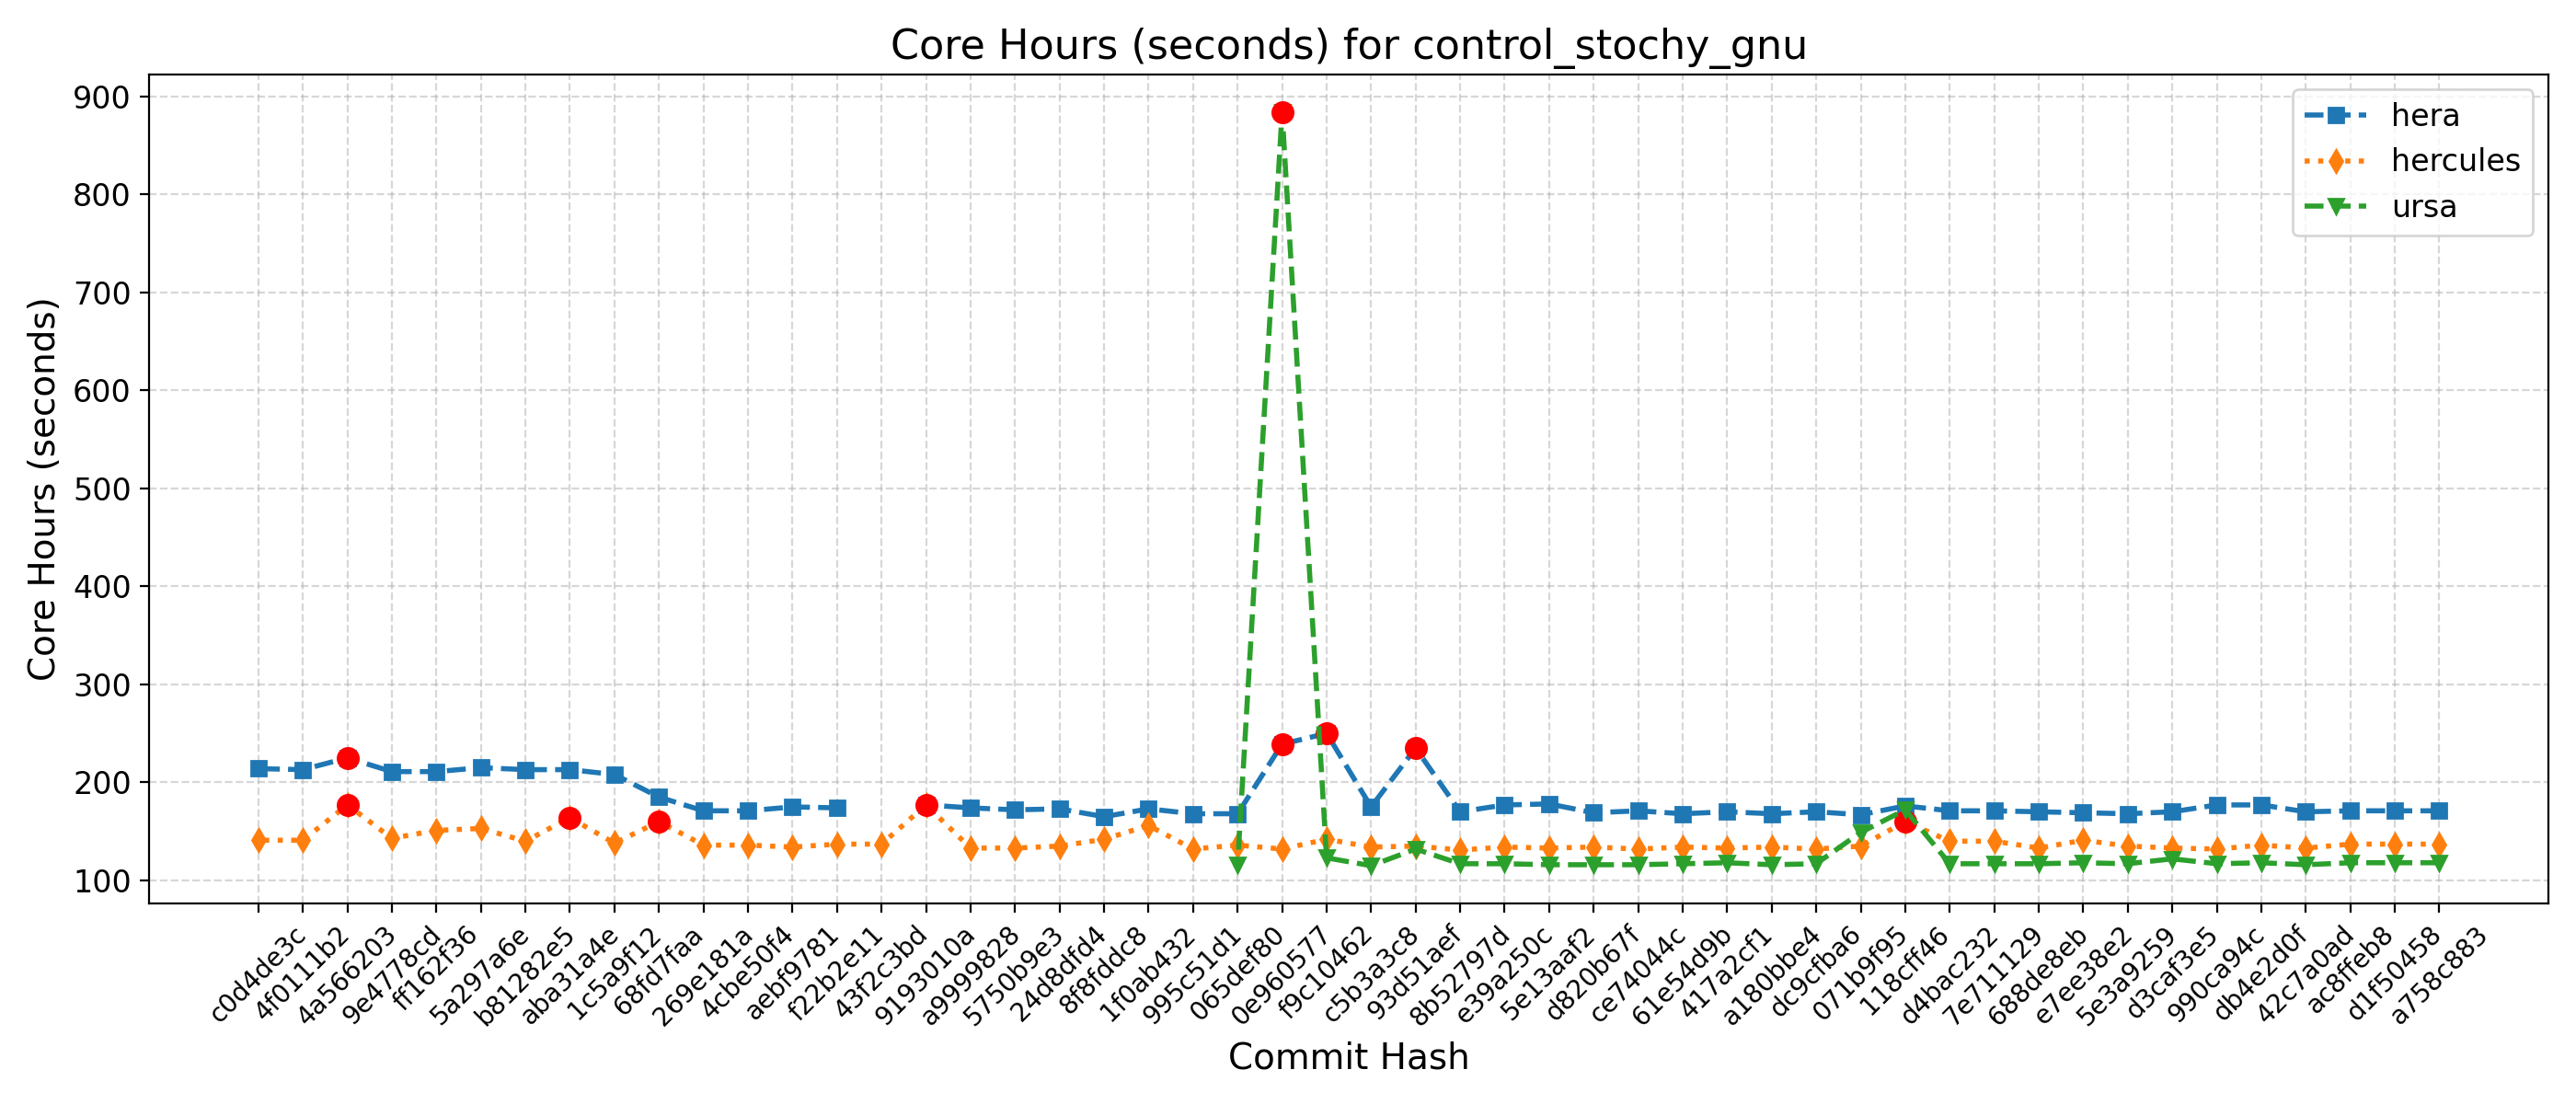 Core Hours (seconds) for control_stochy_gnu
hera
hercules
ursa
Core Hours (seconds)
900
800
700
600
500
400
300
200
100
c0d4de3c
4f0111b2
4a566203
9e4778cd
ff162f36
5a297a6e
b81282e5
aba31a4e
1c5a9f12
68fd7faa
269e181a
4cbe50f4
aebf9781
f22b2e11
43f2c3bd
9193010a
a9999828
5750b9e3
24d8dfd4
8f8fddc8
1f0ab432
995c51d1
065def80
0e960577
f9c10462
c5b3a3c8
93d51aef
8b52797d
e39a250c
5e13aaf2
d820b67f
ce74044c
61e54d9b
417a2cf1
a180bbe4
dc9cfba6
071b9f95
118cff46
d4bac232
7e711129
688de8eb
e7ee38e2
5e3a9259
d3caf3e5
990ca94c
db4e2d0f
42c7a0ad
ac8ffeb8
d1f50458
a758c883
Commit Hash